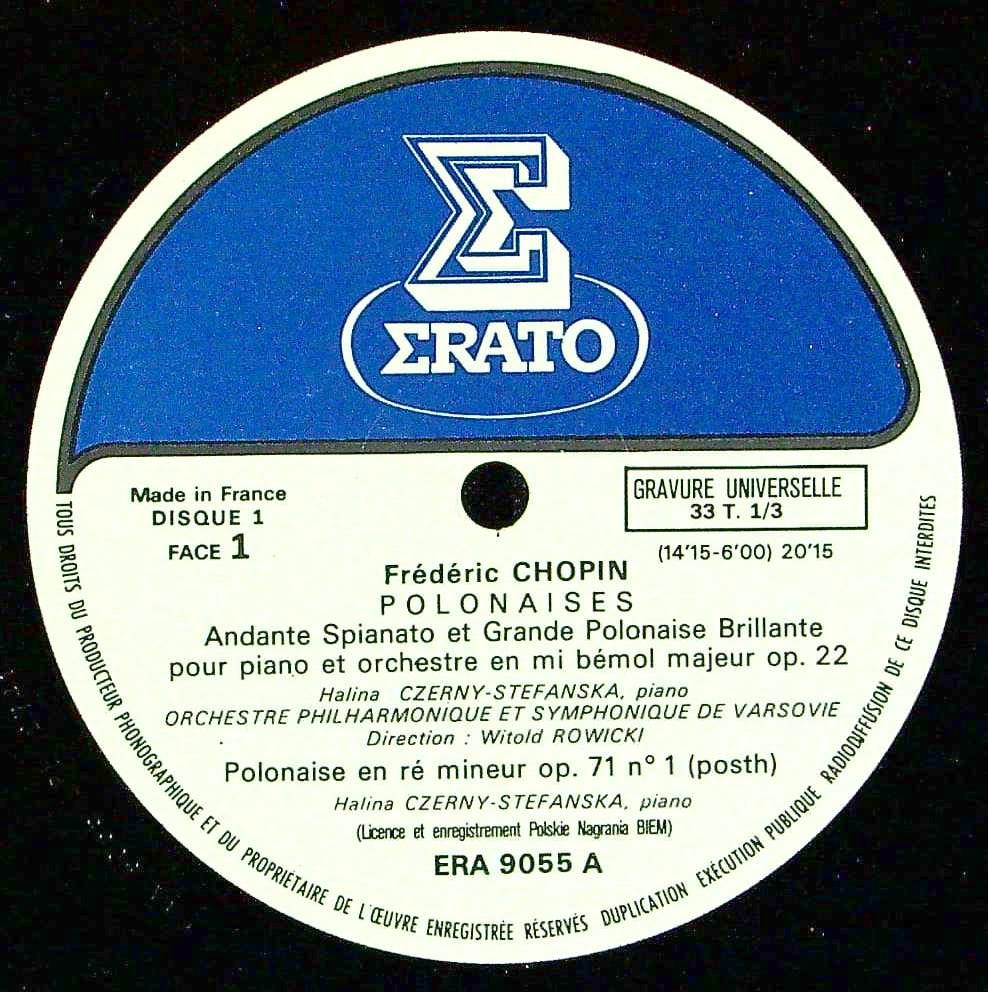 Σ
ΣRATO
Made in France
DISQUE 1
FACE 1
GRAVURE UNIVERSELLE
33 T. 1/3
(14'15-6'00) 20'15
Frédéric CHOPIN
POLONAISES
Andante Spianato et Grande Polonaise Brillante
pour piano et orchestre en mi bémol majeur op. 22
Halina CZERNY-STEFANSKA, piano
ORCHESTRE PHILHARMONIQUE ET SYMPHONIQUE DE VARSOVIE
Direction : Witold ROWICKI
Polonaise en ré mineur op. 71 n° 1 (posth)
Halina CZERNY-STEFANSKA, piano
(Licence et enregistrement Polskie Nagrania BIEM)
ERA 9055 A
TOUS DROITS DU PRODUCTEUR PHONOGRAPHIQUE ET DU PROPRIÉTAIRE DE L'ŒUVRE ENREGISTRÉE RÉSERVÉS DUPLICATION EXÉCUTION PUBLIQUE RADIODIFFUSION DE CE DISQUE INTERDITES